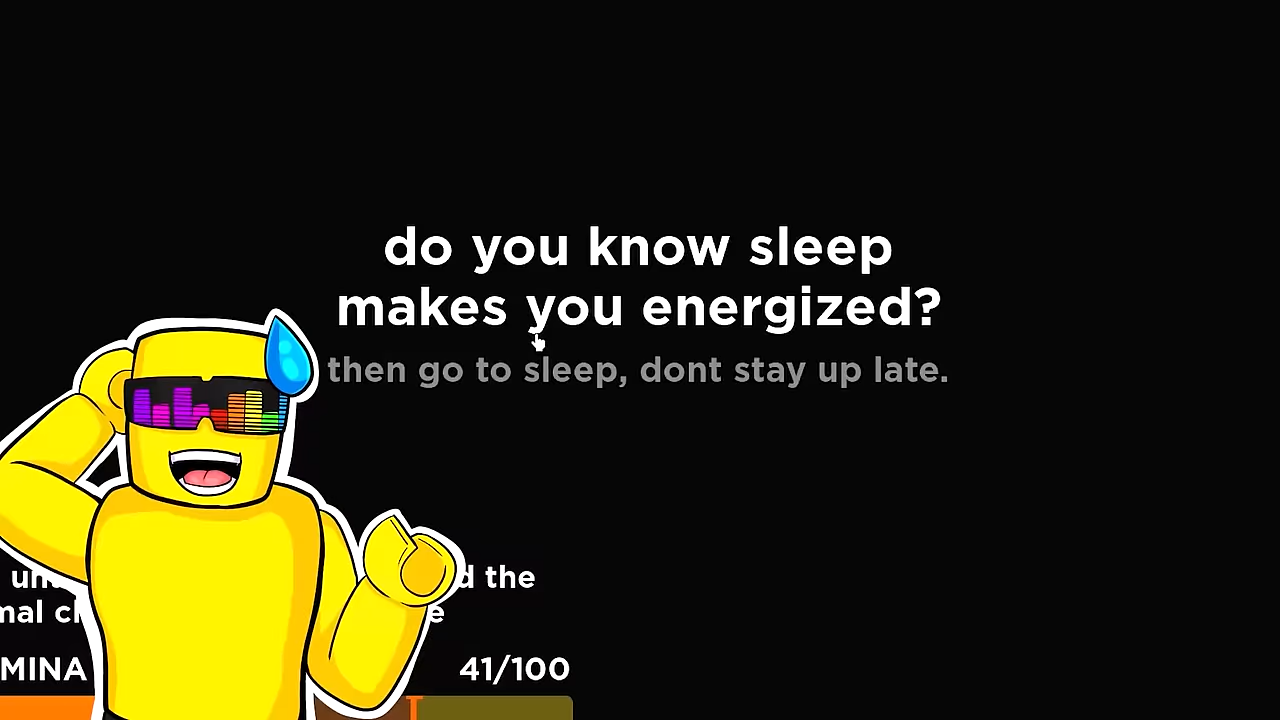 do you know sleep
makes you energized?
then go to sleep, dont stay up late.
the
41/100